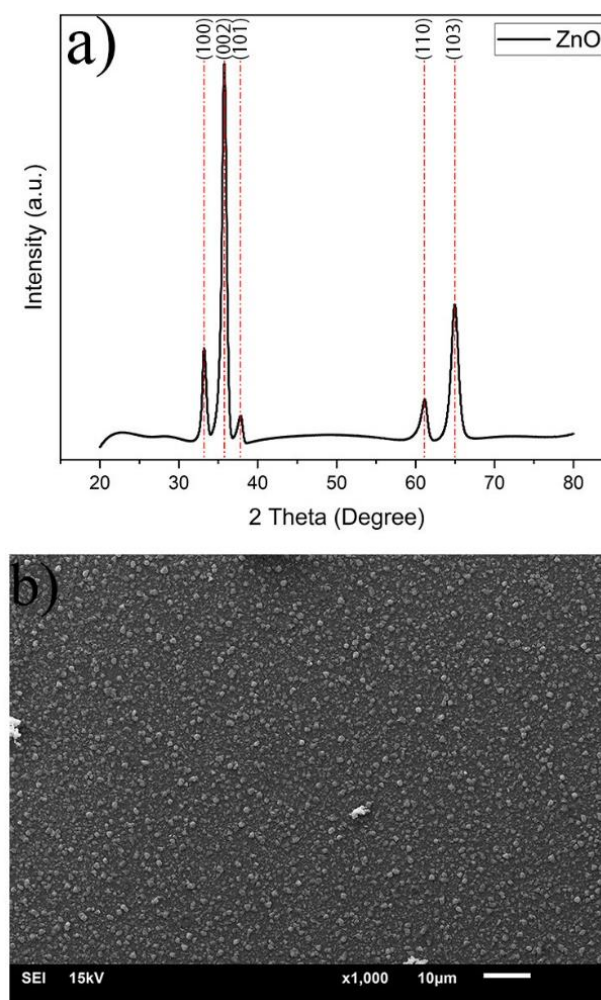 a)
(100)
(002)
(101)
(110)
(103)
ZnO
Intensity (a.u.)
20 30 40 50 60 70 80
2 Theta (Degree)
b)
SEI 15kV x1,000 10µm